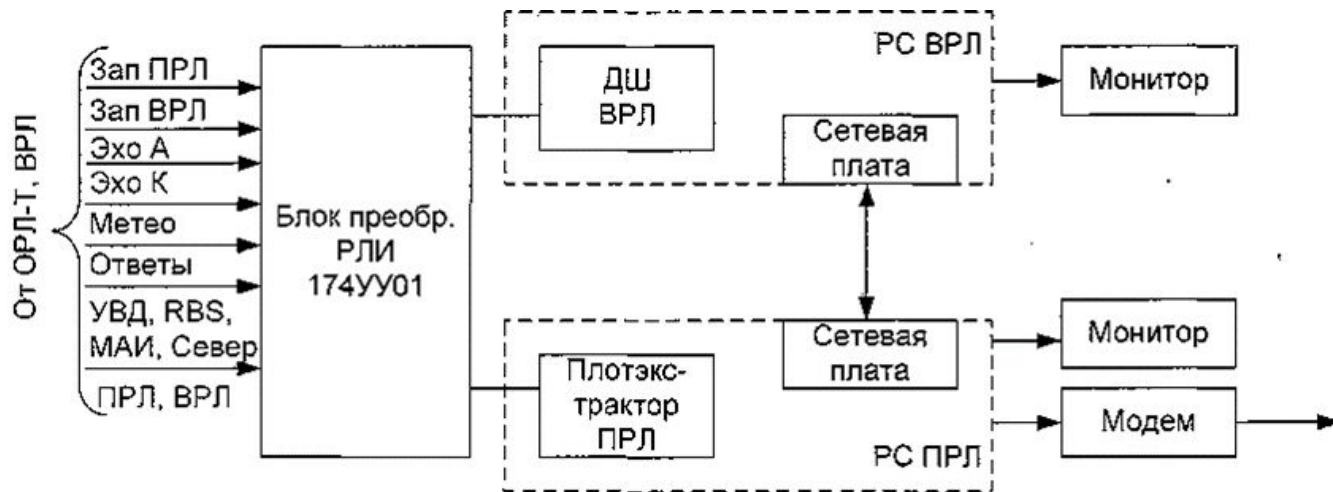 От ОРЛ-Т, ВРЛ
Зап ПРЛ
Зап ВРЛ
Эхо А
Эхо К
Метео
Ответы
УВД, RBS,
МАИ, Север
ПРЛ, ВРЛ
Блок преобр.
РЛИ
174УУ01
ДШ
ВРЛ
РС ВРЛ
Сетевая
плата
Монитор
Плотэкс-
трактор
ПРЛ
Сетевая
плата
РС ПРЛ
Монитор
Модем